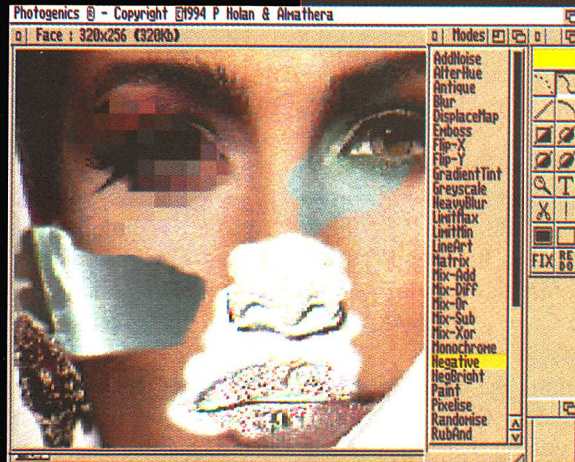 Photogenics ® - Copyright ©1994 P Holan & Almathera
Face : 320x256 (320Kb)
Modes
AddNoise
AlterHue
Antique
Blur
DisplaceMap
Emboss
Flip-X
Flip-Y
GradientTint
Greyscale
HeavyBlur
LimitMax
LimitMin
LineArt
Matrix
Mix-Add
Mix-Diff
Mix-Or
Mix-Sub
Mix-Xor
Monochrome
Negative
NegBright
Paint
Pixelise
Randomise
RubAnd
T
FIX
RE
DO